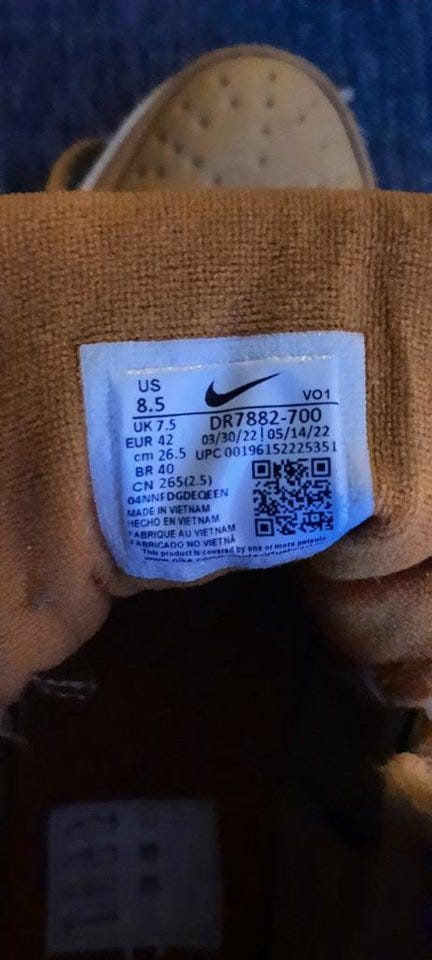 US
8.5
VO1
UK 7.5
DR7882-700
EUR 42
03/30/22 | 05/14/22
cm 26.5
UPC 00196152225351
BR 40
CN 265(2.5)
04NNFDGDEQEEN
MADE IN VIETNAM
HECHO EN VIETNAM
FABRIQUE AU VIETNAM
FABRICADO NO VIETNÃ
This product is covered by one or more patents